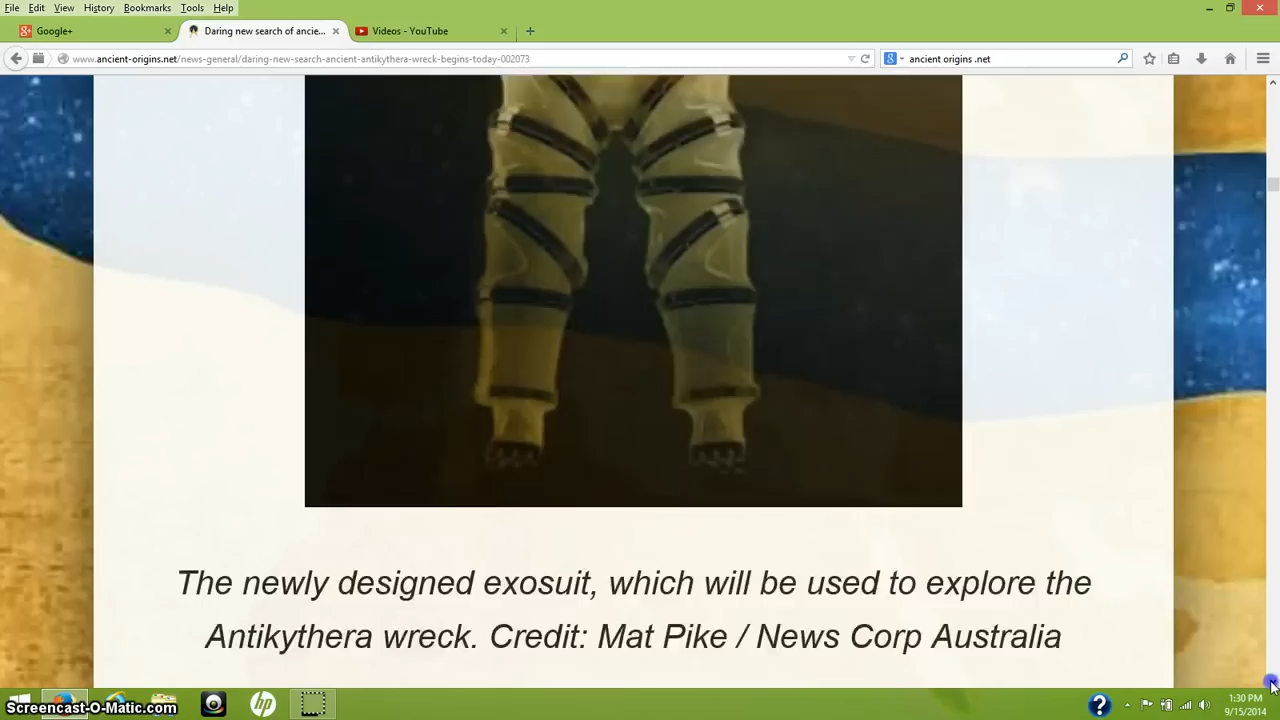 File Edit View History Bookmarks Tools Help
Google+ × Daring new search of ancie... × Videos - YouTube × +
www.ancient-origins.net/news-general/daring-new-search-ancient-antikythera-wreck-begins-today-002073
ancient origins .net
The newly designed exosuit, which will be used to explore the
Antikythera wreck. Credit: Mat Pike / News Corp Australia
Screencast-O-Matic.com
hp
?
1:30 PM
9/15/2014